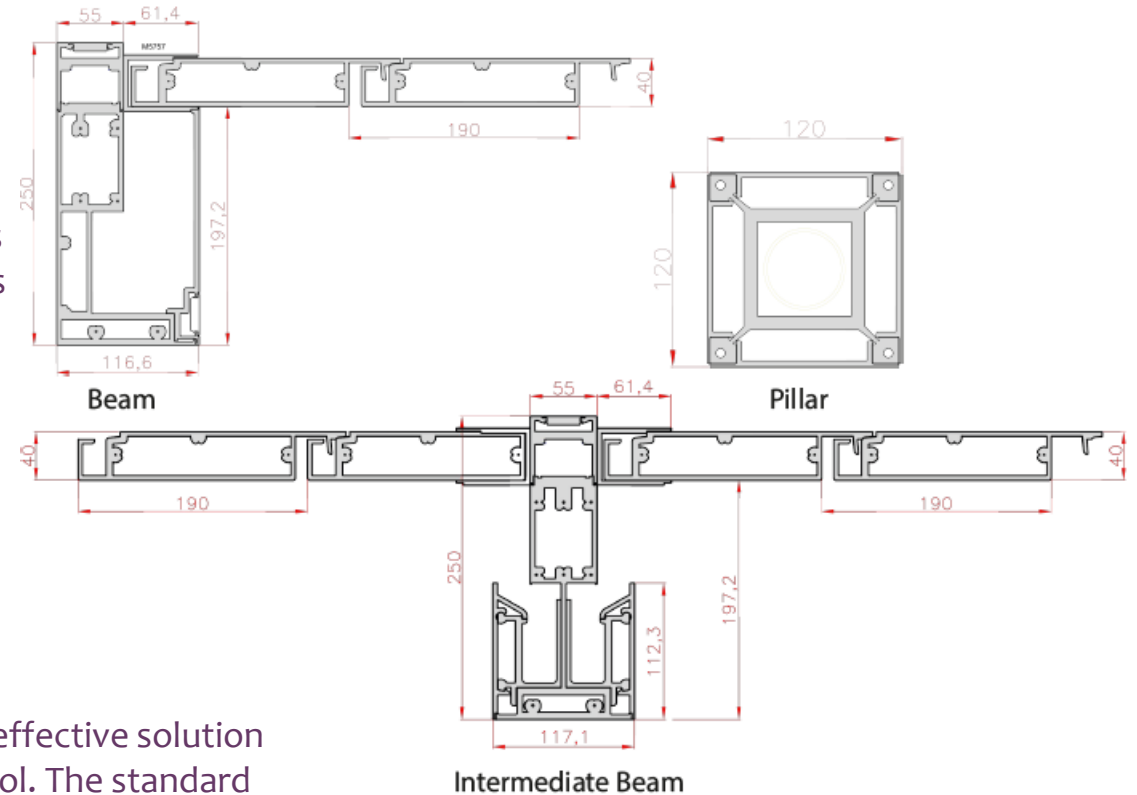 55
61,4
M5757
40
190
250
197,2
116,6
Beam
120
120
Pillar
s
s
55
61,4
40
190
250
197,2
112,3
117,1
190
40
Intermediate Beam
effective solution
ol. The standard